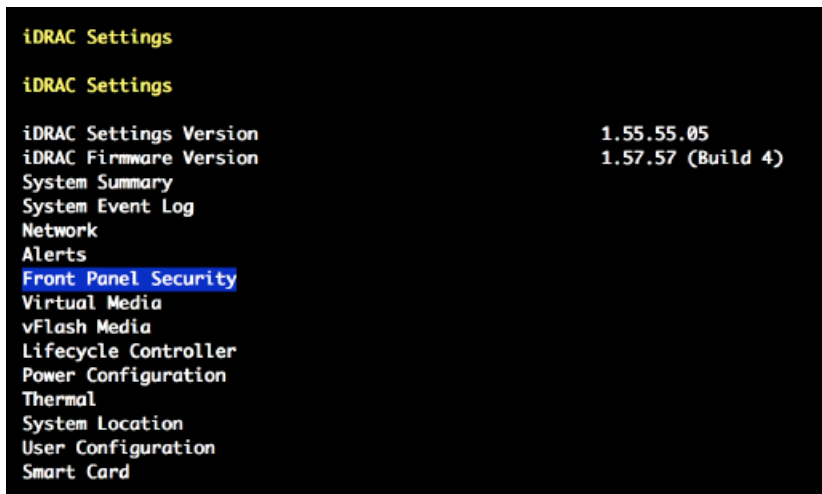 iDRAC Settings
iDRAC Settings
iDRAC Settings Version 1.55.55.05
iDRAC Firmware Version 1.57.57 (Build 4)
System Summary
System Event Log
Network
Alerts
Front Panel Security
Virtual Media
vFlash Media
Lifecycle Controller
Power Configuration
Thermal
System Location
User Configuration
Smart Card